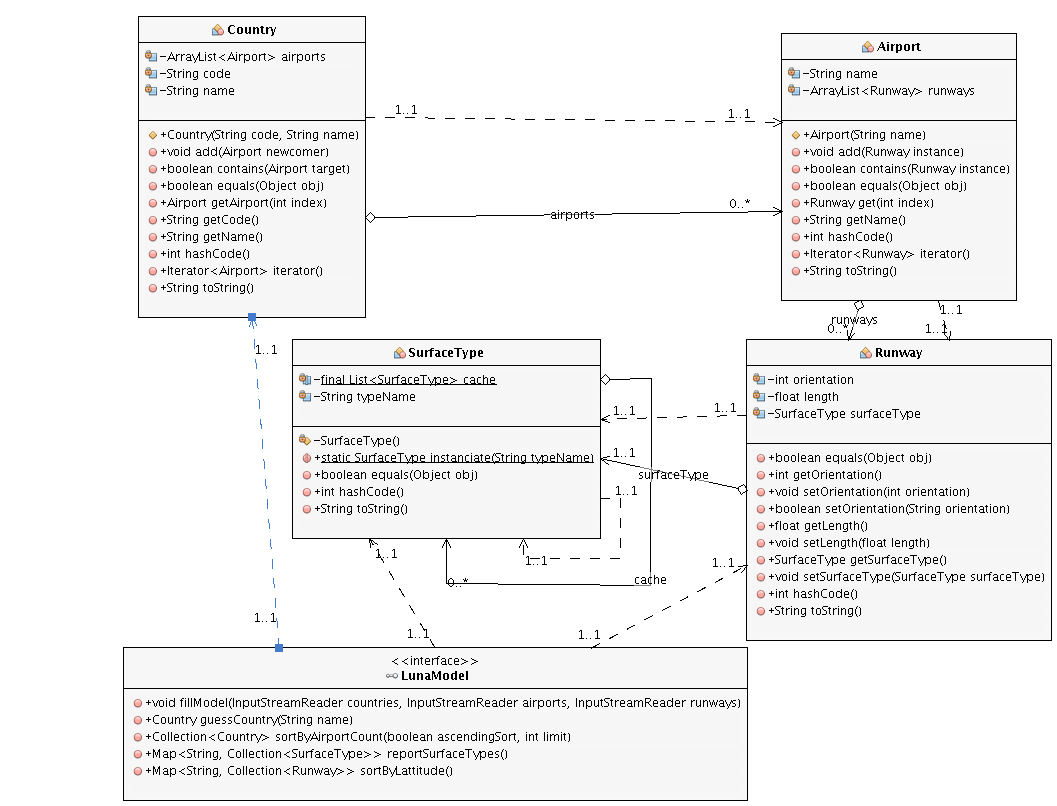 Country
-ArrayList<Airport> airports
-String code
-String name
+Country(String code, String name)
+void add(Airport newcomer)
+boolean contains(Airport target)
+boolean equals(Object obj)
+Airport getAirport(int index)
+String getCode()
+String getName()
+int hashCode()
+Iterator<Airport> iterator()
+String toString()
1..1
1..1
airports
0..*
Airport
-String name
-ArrayList<Runway> runways
+Airport(String name)
+void add(Runway instance)
+boolean contains(Runway instance)
+boolean equals(Object obj)
+Runway get(int index)
+String getName()
+int hashCode()
+Iterator<Runway> iterator()
+String toString()
runways
0..*
1..1
1..1
SurfaceType
-final List<SurfaceType> cache
-String typeName
-SurfaceType()
+static SurfaceType instanciate(String typeName)
+boolean equals(Object obj)
+int hashCode()
+String toString()
1..1
1..1
1..1
surfaceType
1..1
1..1
0..*
cache
Runway
-int orientation
-float length
-SurfaceType surfaceType
+boolean equals(Object obj)
+int getOrientation()
+void setOrientation(int orientation)
+boolean setOrientation(String orientation)
+float getLength()
+void setLength(float length)
+SurfaceType getSurfaceType()
+void setSurfaceType(SurfaceType surfaceType)
+int hashCode()
+String toString()
1..1
1..1
1..1
1..1
1..1
1..1
<<interface>>
LunaModel
+void fillModel(InputStreamReader countries, InputStreamReader airports, InputStreamReader runways)
+Country guessCountry(String name)
+Collection<Country> sortByAirportCount(boolean ascendingSort, int limit)
+Map<String, Collection<SurfaceType>> reportSurfaceTypes()
+Map<String, Collection<Runway>> sortByLattitude()